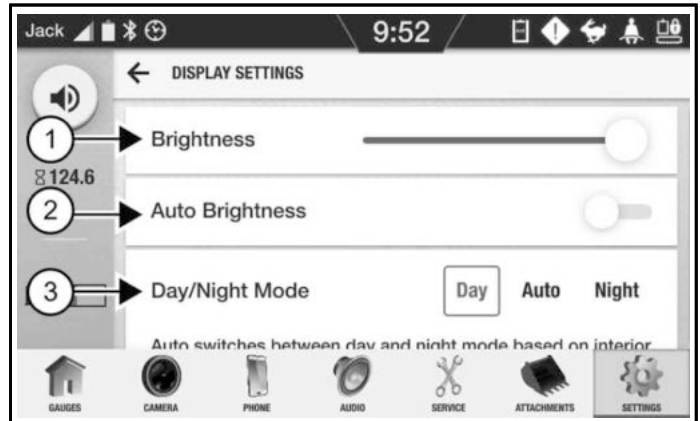 Jack 9:52
← DISPLAY SETTINGS
1 Brightness
124.6
2 Auto Brightness
3 Day/Night Mode Day Auto Night
Auto switches between day and night mode based on interior
GAUGES CAMERA PHONE AUDIO SERVICE ATTACHMENTS SETTINGS